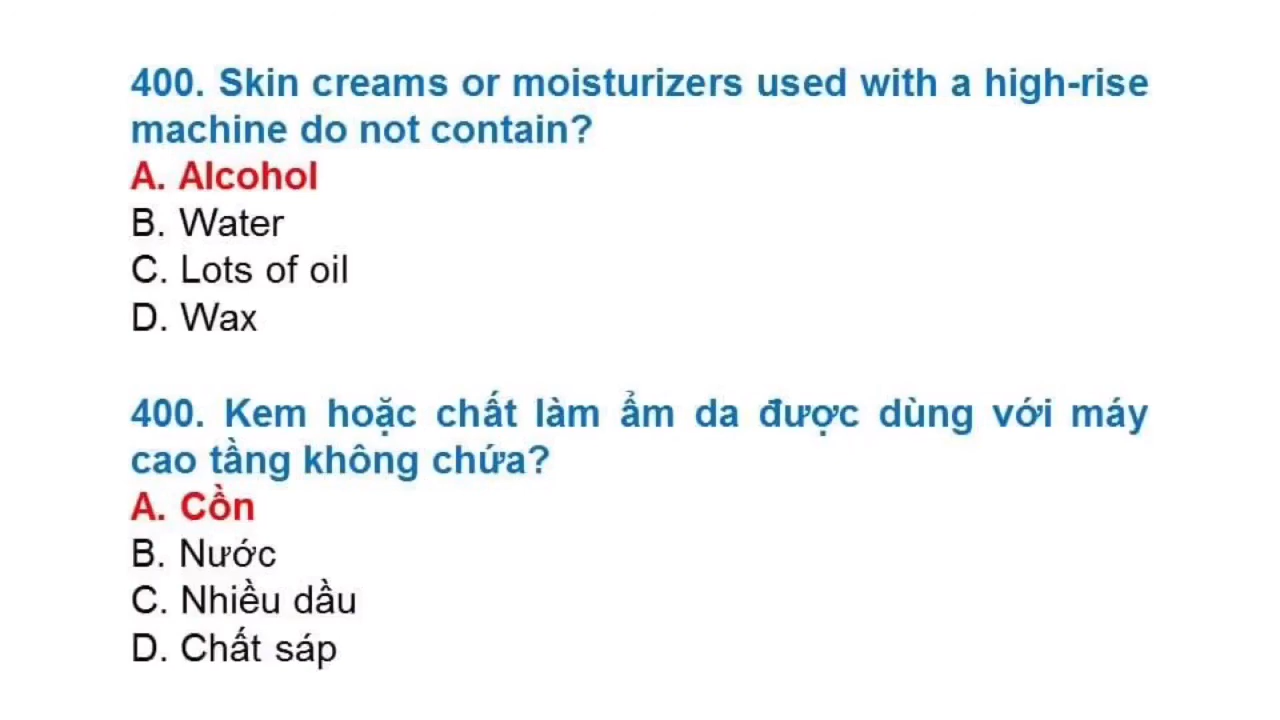 400. Skin creams or moisturizers used with a high-rise
machine do not contain?
A. Alcohol
B. Water
C. Lots of oil
D. Wax
400. Kem hoặc chất làm ẩm da được dùng với máy
cao tầng không chứa?
A. Cồn
B. Nước
C. Nhiều dầu
D. Chất sáp